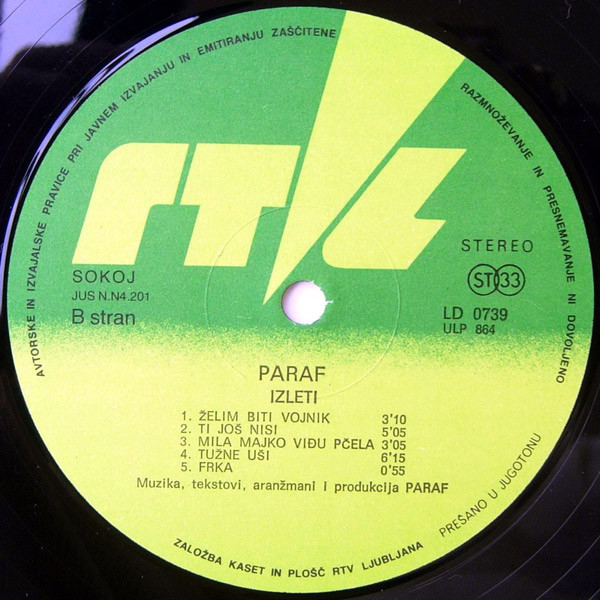 AVTORSKE IN IZVAJALSKE PRAVICE PRI JAVNEM IZVAJANJU IN EMITIRANJU ZAŠČITENE
RAZMNOŽEVANJE IN PRESNEMAVANJE NI DOVOLJENO
RTVL
SOKOJ
JUS N.N4.201
B stran
STEREO
ST 33
LD 0739
ULP 864
PARAF
IZLETI
1. ŽELIM BITI VOJNIK 3'10
2. TI JOŠ NISI 5'05
3. MILA MAJKO VIĐU PČELA 3'05
4. TUŽNE UŠI 6'15
5. FRKA 0'55
Muzika, tekstovi, aranžmani i produkcija PARAF
PREŠANO U JUGOTONU
ZALOŽBA KASET IN PLOŠČ RTV LJUBLJANA